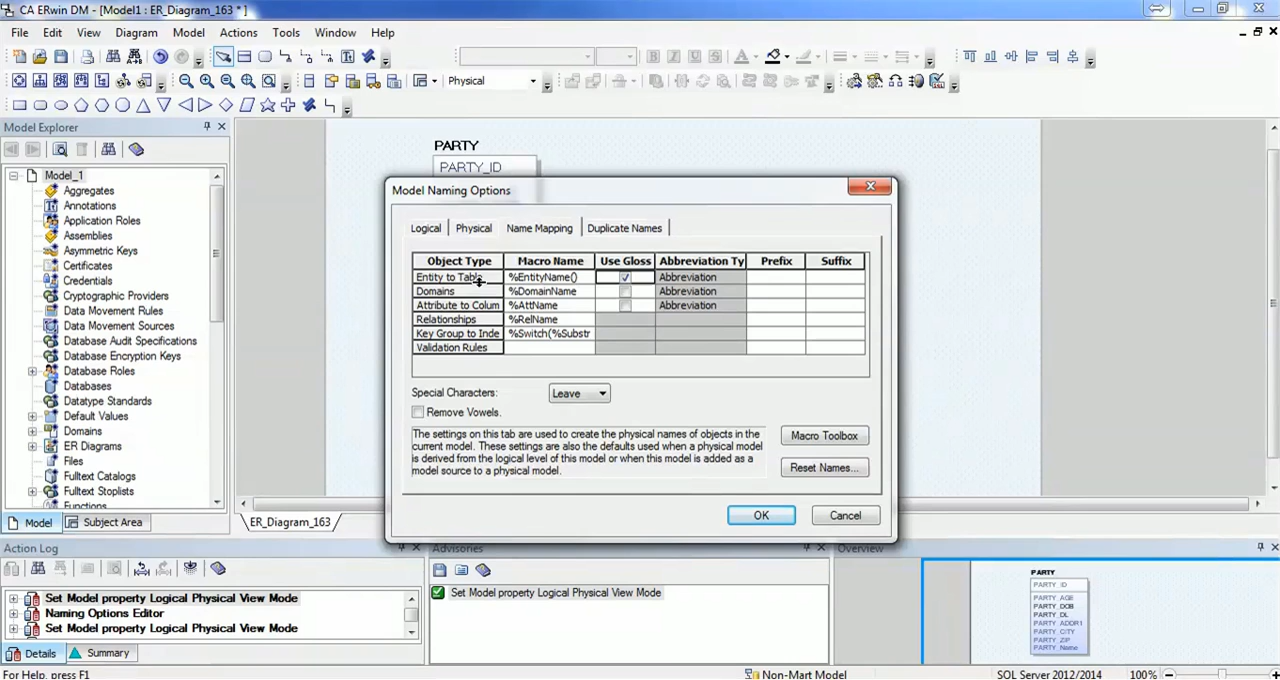 CA ERwin DM - [Model1 : ER_Diagram_163 * ]
File Edit View Diagram Model Actions Tools Window Help
Physical
Model Explorer
Model_1
Aggregates
Annotations
Application Roles
Assemblies
Asymmetric Keys
Certificates
Credentials
Cryptographic Providers
Data Movement Rules
Data Movement Sources
Database Audit Specifications
Database Encryption Keys
Database Roles
Databases
Datatype Standards
Default Values
Domains
ER Diagrams
Files
Fulltext Catalogs
Fulltext Stoplists
Functions
Model Subject Area
PARTY
PARTY_ID
Model Naming Options
Logical Physical Name Mapping Duplicate Names
Object Type Macro Name Use Gloss Abbreviation Ty Prefix Suffix
Entity to Table %EntityName() Abbreviation
Domains %DomainName Abbreviation
Attribute to Colum %AttName Abbreviation
Relationships %RelName
Key Group to Inde %Switch(%Substr
Validation Rules
Special Characters: Leave
Remove Vowels.
The settings on this tab are used to create the physical names of objects in the
current model. These settings are also the defaults used when a physical model
is derived from the logical level of this model or when this model is added as a
model source to a physical model.
Macro Toolbox
Reset Names...
OK Cancel
ER_Diagram_163
Action Log
Set Model property Logical Physical View Mode
Naming Options Editor
Set Model property Logical Physical View Mode
Details Summary
Advisories
Set Model property Logical Physical View Mode
Overview
PARTY
PARTY_ID
PARTY_AGE
PARTY_DOB
PARTY_DL
PARTY_ADDR1
PARTY_CITY
PARTY_ZIP
PARTY_Name
For Help, press F1
Non-Mart Model
SQL Server 2012/2014 100%